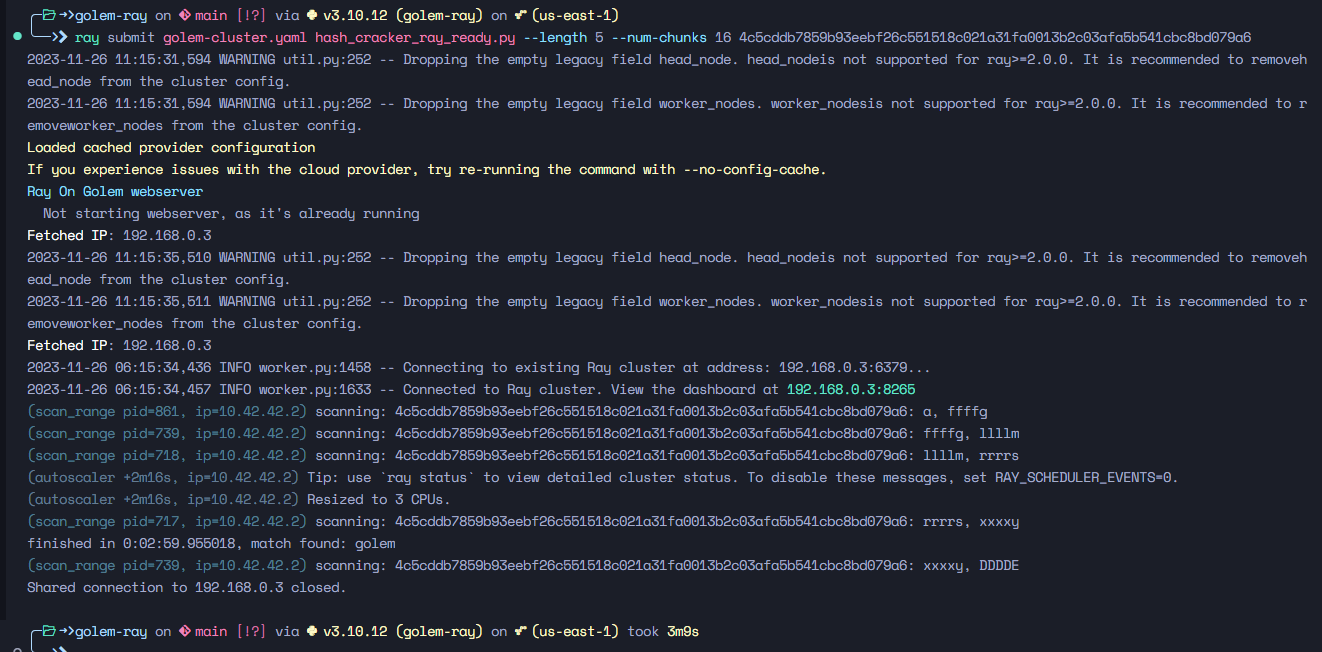 golem-ray on main [!?] via v3.10.12 (golem-ray) on (us-east-1)
ray submit golem-cluster.yaml hash_cracker_ray_ready.py --length 5 --num-chunks 16 4c5cddb7859b93eebf26c551518c021a31fa0013b2c03afa5b541cbc8bd079a6
2023-11-26 11:15:31,594 WARNING util.py:252 -- Dropping the empty legacy field head_node. head_nodeis not supported for ray>=2.0.0. It is recommended to removeh
ead_node from the cluster config.
2023-11-26 11:15:31,594 WARNING util.py:252 -- Dropping the empty legacy field worker_nodes. worker_nodesis not supported for ray>=2.0.0. It is recommended to r
emoveworker_nodes from the cluster config.
Loaded cached provider configuration
If you experience issues with the cloud provider, try re-running the command with --no-config-cache.
Ray On Golem webserver
Not starting webserver, as it's already running
Fetched IP: 192.168.0.3
2023-11-26 11:15:35,510 WARNING util.py:252 -- Dropping the empty legacy field head_node. head_nodeis not supported for ray>=2.0.0. It is recommended to removeh
ead_node from the cluster config.
2023-11-26 11:15:35,511 WARNING util.py:252 -- Dropping the empty legacy field worker_nodes. worker_nodesis not supported for ray>=2.0.0. It is recommended to r
emoveworker_nodes from the cluster config.
Fetched IP: 192.168.0.3
2023-11-26 06:15:34,436 INFO worker.py:1458 -- Connecting to existing Ray cluster at address: 192.168.0.3:6379...
2023-11-26 06:15:34,457 INFO worker.py:1633 -- Connected to Ray cluster. View the dashboard at 192.168.0.3:8265
(scan_range pid=861, ip=10.42.42.2) scanning: 4c5cddb7859b93eebf26c551518c021a31fa0013b2c03afa5b541cbc8bd079a6: a, ffffg
(scan_range pid=739, ip=10.42.42.2) scanning: 4c5cddb7859b93eebf26c551518c021a31fa0013b2c03afa5b541cbc8bd079a6: ffffg, llllm
(scan_range pid=718, ip=10.42.42.2) scanning: 4c5cddb7859b93eebf26c551518c021a31fa0013b2c03afa5b541cbc8bd079a6: llllm, rrrrs
(autoscaler +2m16s, ip=10.42.42.2) Tip: use `ray status` to view detailed cluster status. To disable these messages, set RAY_SCHEDULER_EVENTS=0.
(autoscaler +2m16s, ip=10.42.42.2) Resized to 3 CPUs.
(scan_range pid=717, ip=10.42.42.2) scanning: 4c5cddb7859b93eebf26c551518c021a31fa0013b2c03afa5b541cbc8bd079a6: rrrrs, xxxxy
finished in 0:02:59.955018, match found: golem
(scan_range pid=739, ip=10.42.42.2) scanning: 4c5cddb7859b93eebf26c551518c021a31fa0013b2c03afa5b541cbc8bd079a6: xxxxy, DDDDE
Shared connection to 192.168.0.3 closed.
golem-ray on main [!?] via v3.10.12 (golem-ray) on (us-east-1) took 3m9s